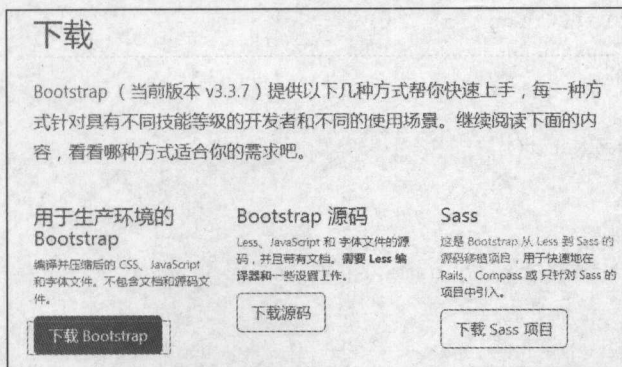 下载
Bootstrap （当前版本 v3.3.7）提供以下几种方式帮你快速上手，每一种方
式针对具有不同技能等级的开发者和不同的使用场景。继续阅读下面的内
容，看看哪种方式适合你的需求吧。
用于生产环境的
Bootstrap
编译并压缩后的 CSS、JavaScript
和字体文件。不包含文档和源码文
件。
下载 Bootstrap
Bootstrap 源码
Less、JavaScript 和 字体文件的源
码，并且带有文档。需要 Less 编
译器和一些设置工作。
下载源码
Sass
这是 Bootstrap 从 Less 到 Sass 的
源码移植项目，用于快速地在
Rails、Compass 或 只针对 Sass 的
项目中引入。
下载 Sass 项目